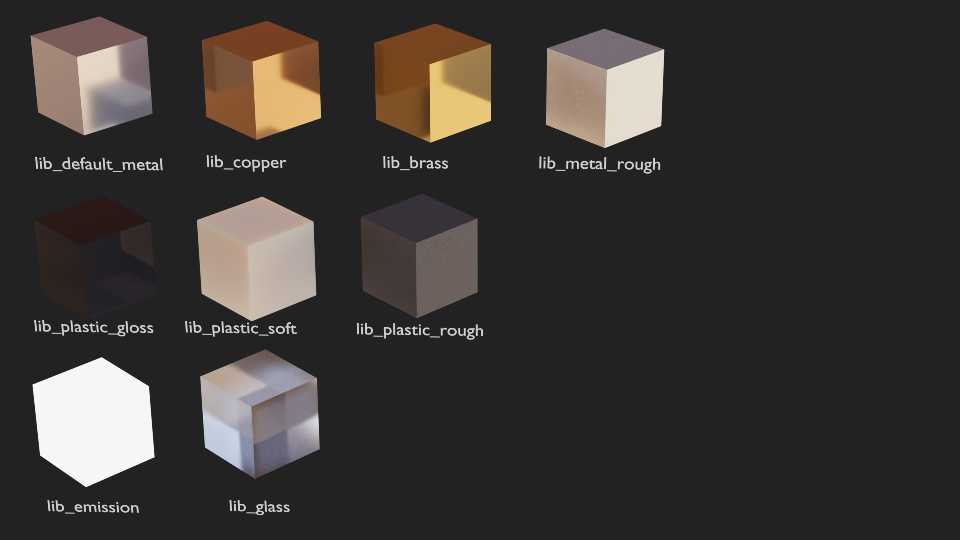 lib_default_metal
lib_copper
lib_brass
lib_metal_rough
lib_plastic_gloss
lib_plastic_soft
lib_plastic_rough
lib_emission
lib_glass